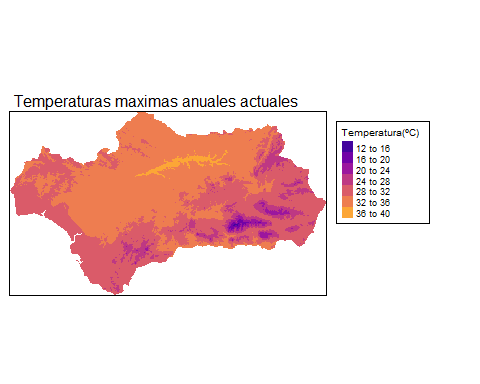 Temperaturas maximas anuales actuales
Temperatura(ºC)
12 to 16
16 to 20
20 to 24
24 to 28
28 to 32
32 to 36
36 to 40